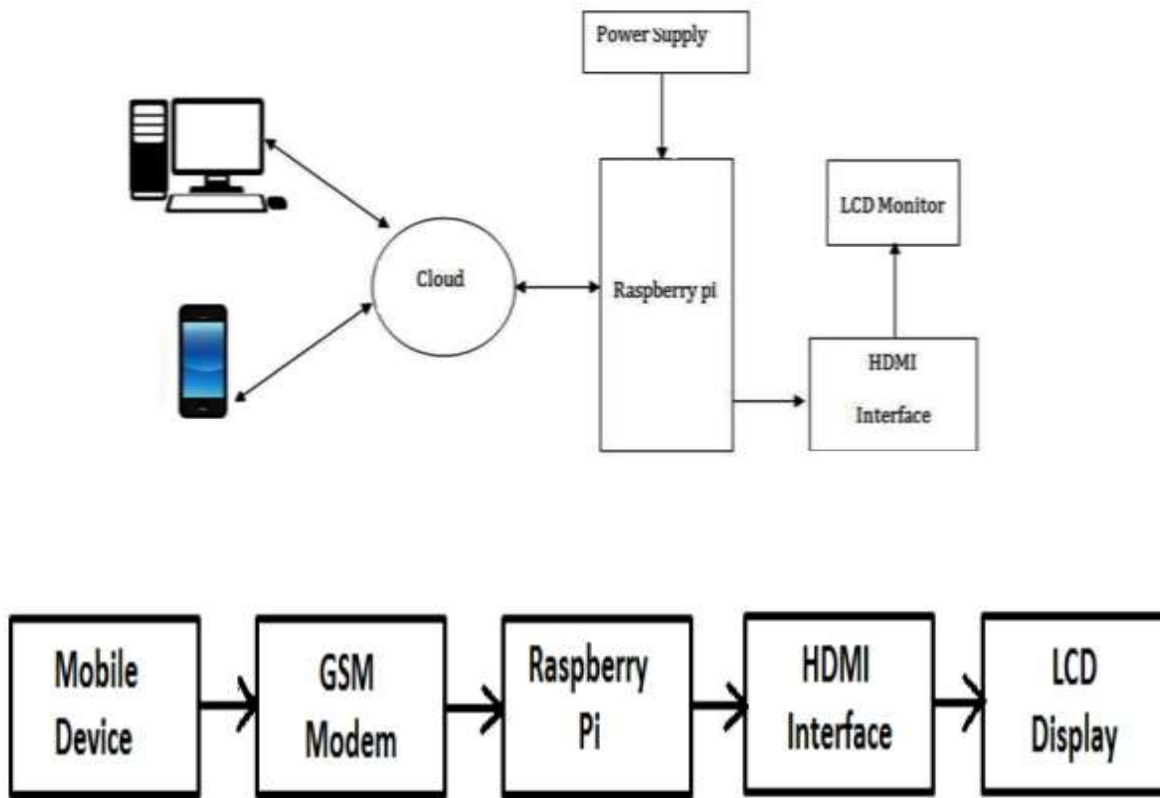 Power Supply
LCD Monitor
Cloud
Raspberry pi
HDMI
Interface
Mobile
Device
GSM
Modem
Raspberry
Pi
HDMI
Interface
LCD
Display